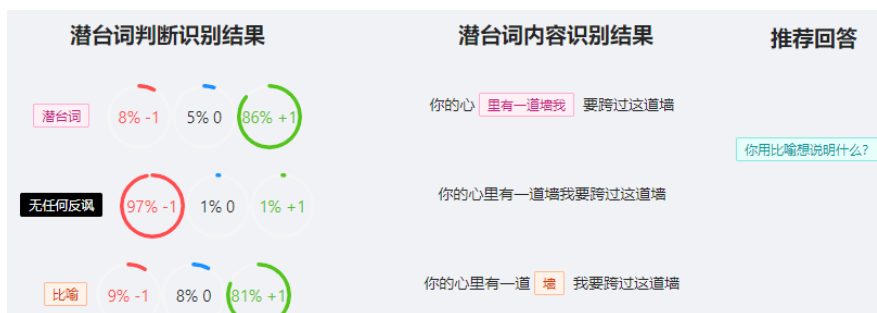 潜台词判断识别结果 潜台词内容识别结果 推荐回答
潜台词 8% -1 5% 0 86% +1 你的心 里有一道墙我 要跨过这道墙
你用比喻想说明什么?
无任何反讽 97% -1 1% 0 1% +1 你的心里有一道墙我要跨过这道墙
比喻 9% -1 8% 0 81% +1 你的心里有一道 墙 我要跨过这道墙